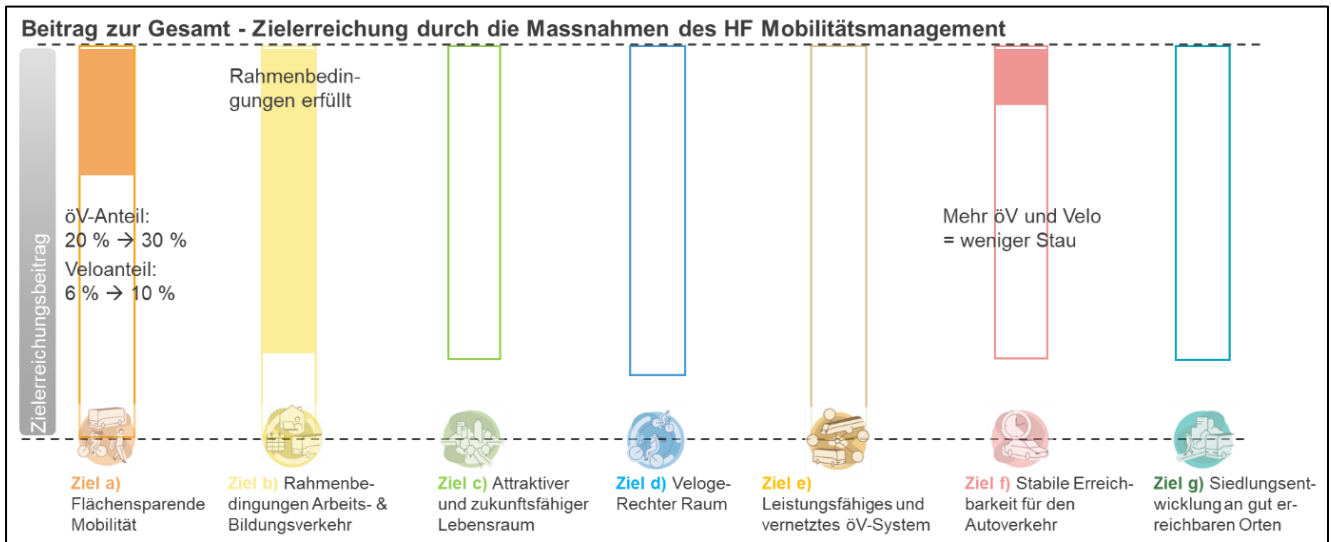 Beitrag zur Gesamt - Zielerreichung durch die Massnahmen des HF Mobilitätsmanagement
Zielerreichungsbeitrag
Rahmenbedin-
gungen erfüllt
öV-Anteil:
20 % → 30 %
Veloanteil:
6 % → 10 %
Mehr öV und Velo
= weniger Stau
Ziel a)
Flächensparende
Mobilität
Ziel b) Rahmenbe-
dingungen Arbeits- &
Bildungsverkehr
Ziel c) Attraktiver
und zukunftsfähiger
Lebensraum
Ziel d) Veloge-
Rechter Raum
Ziel e)
Leistungsfähiges und
vernetztes öV-System
Ziel f) Stabile Erreich-
barkeit für den
Autoverkehr
Ziel g) Siedlungsent-
wicklung an gut er-
reichbaren Orten